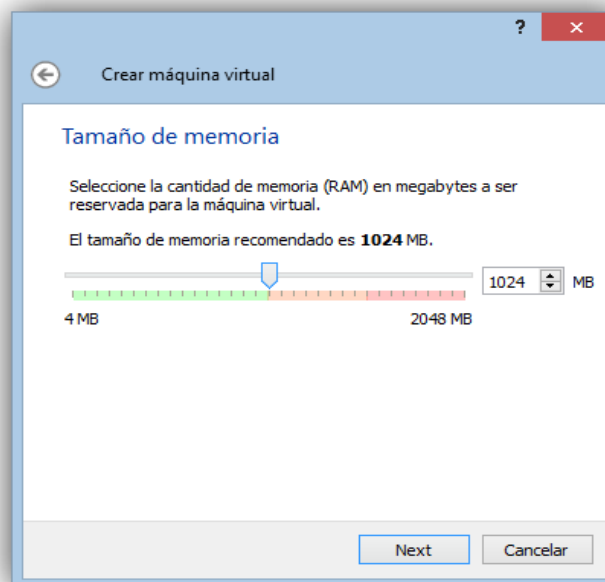 ?
Crear máquina virtual
Tamaño de memoria
Seleccione la cantidad de memoria (RAM) en megabytes a ser
reservada para la máquina virtual.
El tamaño de memoria recomendado es 1024 MB.
1024 MB
4 MB 2048 MB
Next Cancelar